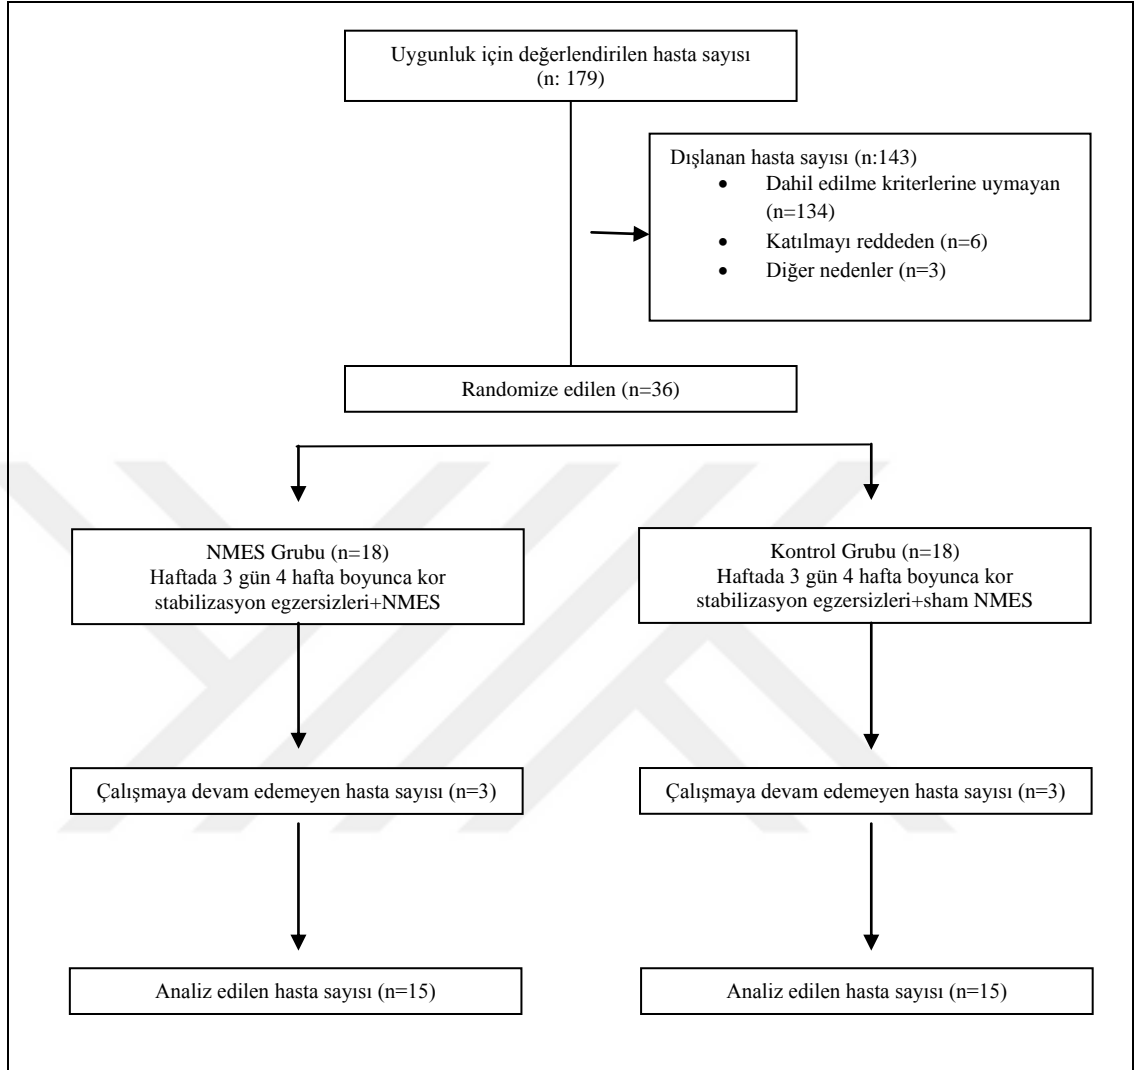 Uygunluk için değerlendirilen hasta sayısı
(n: 179)
Dışlanan hasta sayısı (n:143)
• Dahil edilme kriterlerine uymayan
(n=134)
• Katılmayı reddeden (n=6)
• Diğer nedenler (n=3)
Randomize edilen (n=36)
NMES Grubu (n=18)
Haftada 3 gün 4 hafta boyunca kor
stabilizasyon egzersizleri+NMES
Kontrol Grubu (n=18)
Haftada 3 gün 4 hafta boyunca kor
stabilizasyon egzersizleri+sham NMES
Çalışmaya devam edemeyen hasta sayısı (n=3)
Çalışmaya devam edemeyen hasta sayısı (n=3)
Analiz edilen hasta sayısı (n=15)
Analiz edilen hasta sayısı (n=15)